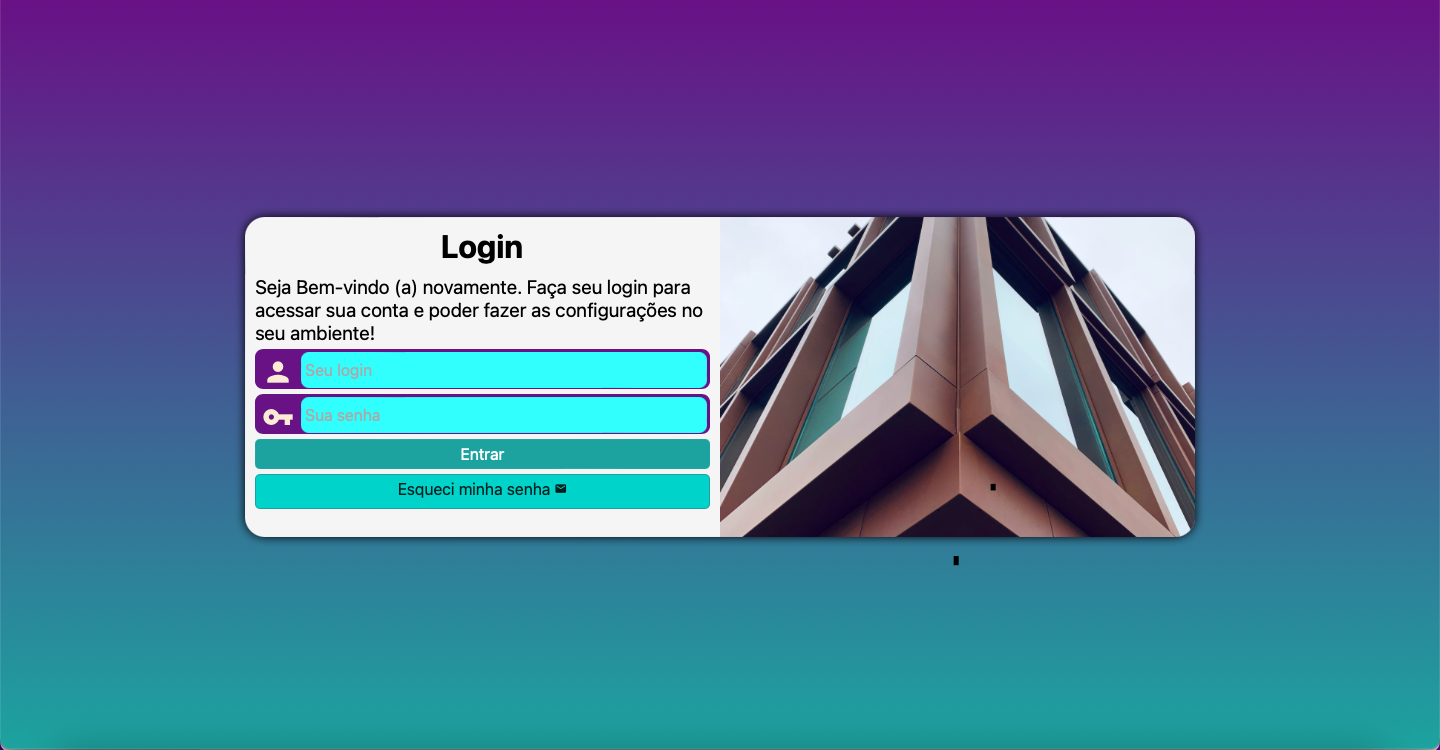 Login
Seja Bem-vindo (a) novamente. Faça seu login para
acessar sua conta e poder fazer as configurações no
seu ambiente!
Seu login
Sua senha
Entrar
Esqueci minha senha